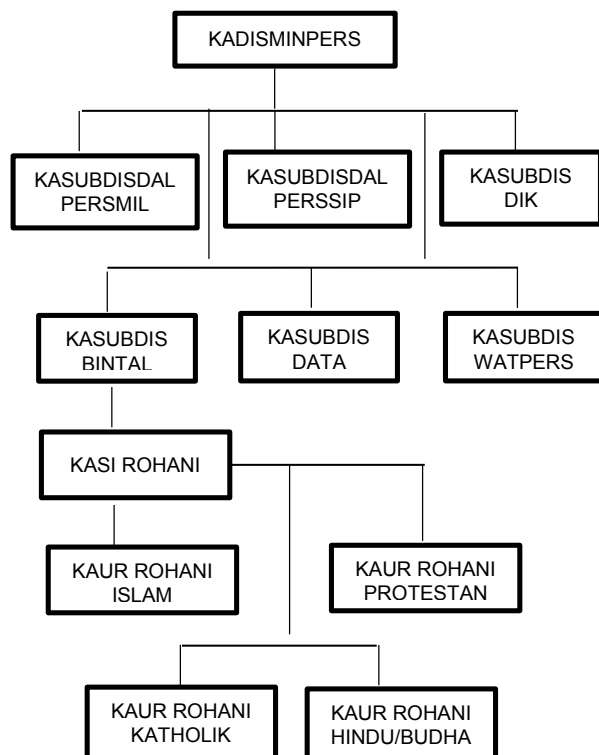 KADISMINPERS
KASUBDISDAL
PERSMIL
KASUBDISDAL
PERSSIP
KASUBDIS
DIK
KASUBDIS
BINTAL
KASUBDIS
DATA
KASUBDIS
WATPERS
KASI ROHANI
KAUR ROHANI
ISLAM
KAUR ROHANI
PROTESTAN
KAUR ROHANI
KATHOLIK
KAUR ROHANI
HINDU/BUDHA